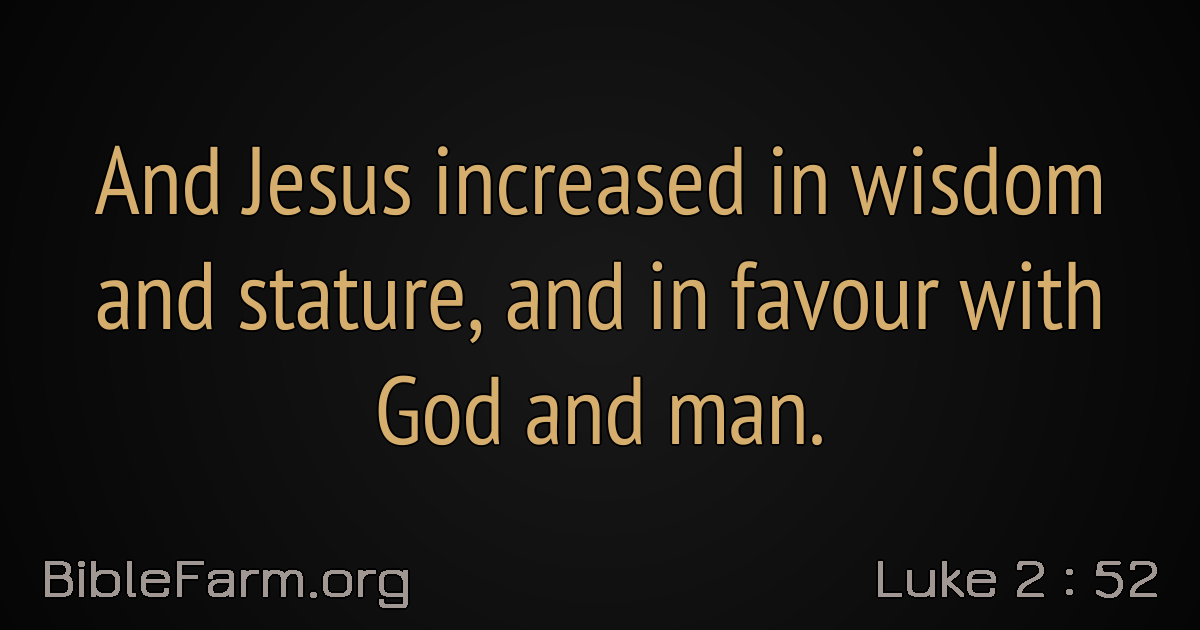 And Jesus increased in wisdom
and stature, and in favour with
God and man.
BibleFarm.org
Luke 2 : 52